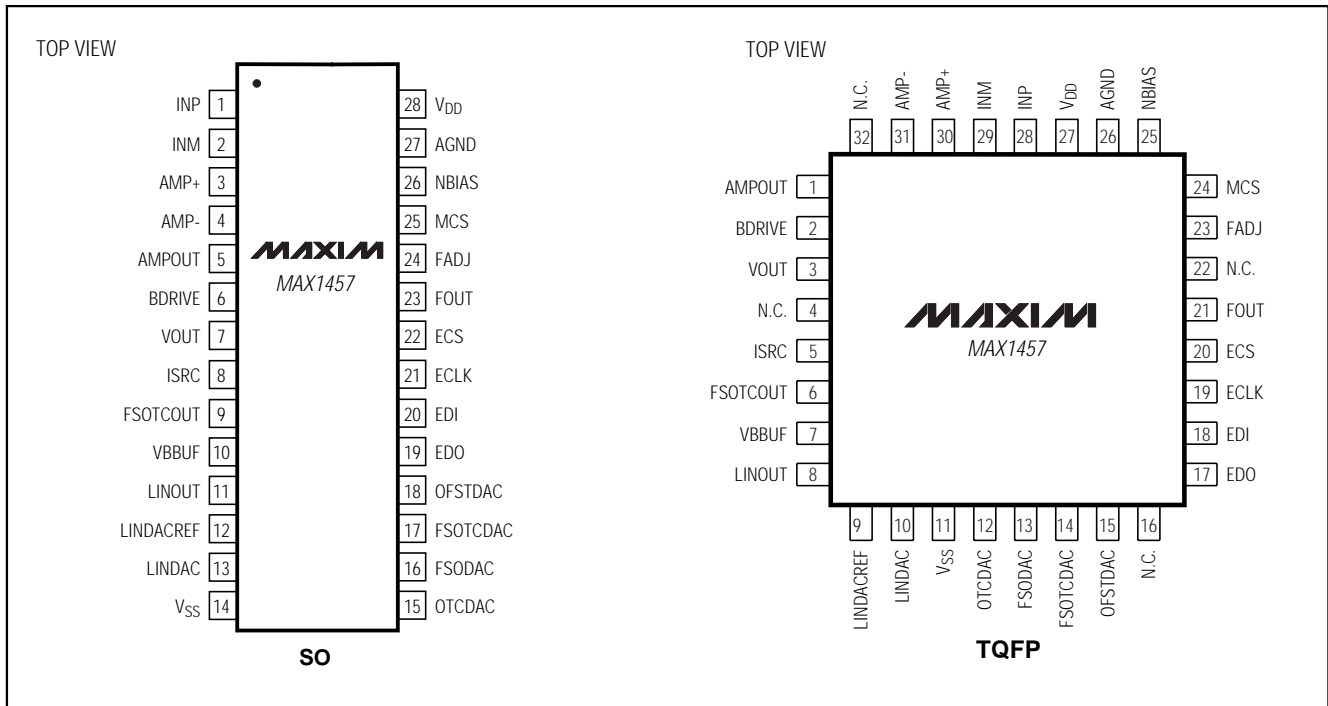 TOP VIEW
INP 1
INM 2
AMP+ 3
AMP- 4
AMPOUT 5
BDRIVE 6
VOUT 7
ISRC 8
FSOTCOUT 9
VBBUF 10
LINOUT 11
LINDACREF 12
LINDAC 13
VSS 14
MAXIM
MAX1457
28 VDD
27 AGND
26 NBIAS
25 MCS
24 FADJ
23 FOUT
22 ECS
21 ECLK
20 EDI
19 EDO
18 OFSTDAC
17 FSOTCDAC
16 FSODAC
15 OTCDAC
SO
TOP VIEW
N.C. AMP- AMP+ INM INP VDD AGND NBIAS
32 31 30 29 28 27 26 25
AMPOUT 1
BDRIVE 2
VOUT 3
N.C. 4
ISRC 5
FSOTCOUT 6
VBBUF 7
LINOUT 8
MAXIM
MAX1457
24 MCS
23 FADJ
22 N.C.
21 FOUT
20 ECS
19 ECLK
18 EDI
17 EDO
9 10 11 12 13 14 15 16
LINDACREF LINDAC VSS OTCDAC FSODAC FSOTCDAC OFSTDAC N.C.
TQFP